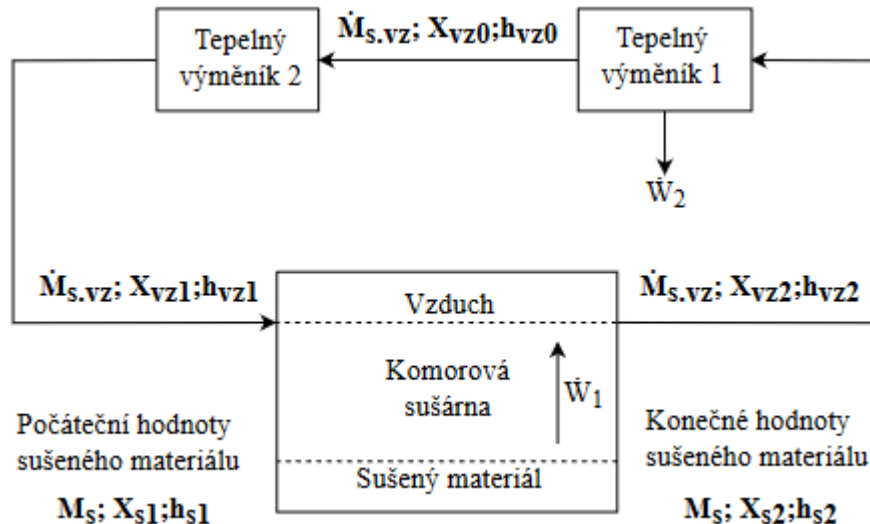 Tepelný
výměník 2
Ṁs.vz; Xvz0;hvz0
Tepelný
výměník 1
Ẇ2
Ṁs.vz; Xvz1;hvz1
Vzduch
Ṁs.vz; Xvz2;hvz2
Komorová
sušárna
Ẇ1
Počáteční hodnoty
sušeného materiálu
Ms; Xs1;hs1
Sušený materiál
Konečné hodnoty
sušeného materiálu
Ms; Xs2;hs2